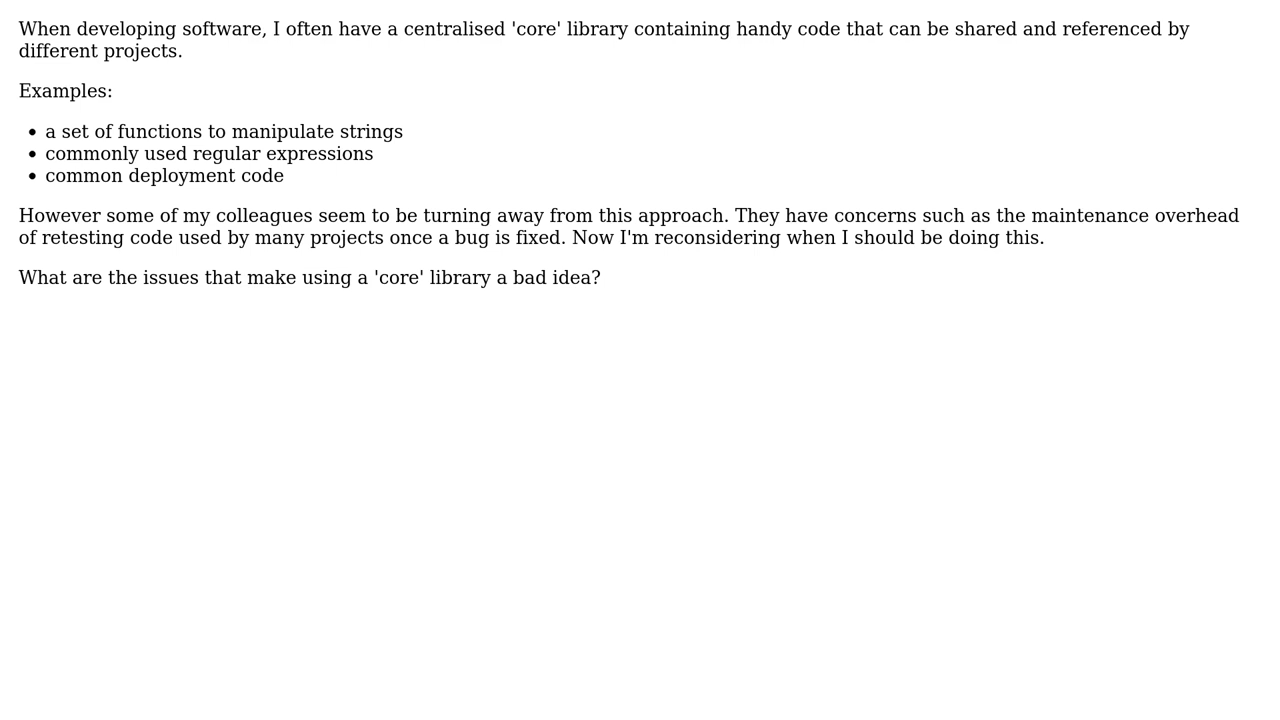 When developing software, I often have a centralised 'core' library containing handy code that can be shared and referenced by
different projects.
Examples:
• a set of functions to manipulate strings
• commonly used regular expressions
• common deployment code
However some of my colleagues seem to be turning away from this approach. They have concerns such as the maintenance overhead
of retesting code used by many projects once a bug is fixed. Now I'm reconsidering when I should be doing this.
What are the issues that make using a 'core' library a bad idea?